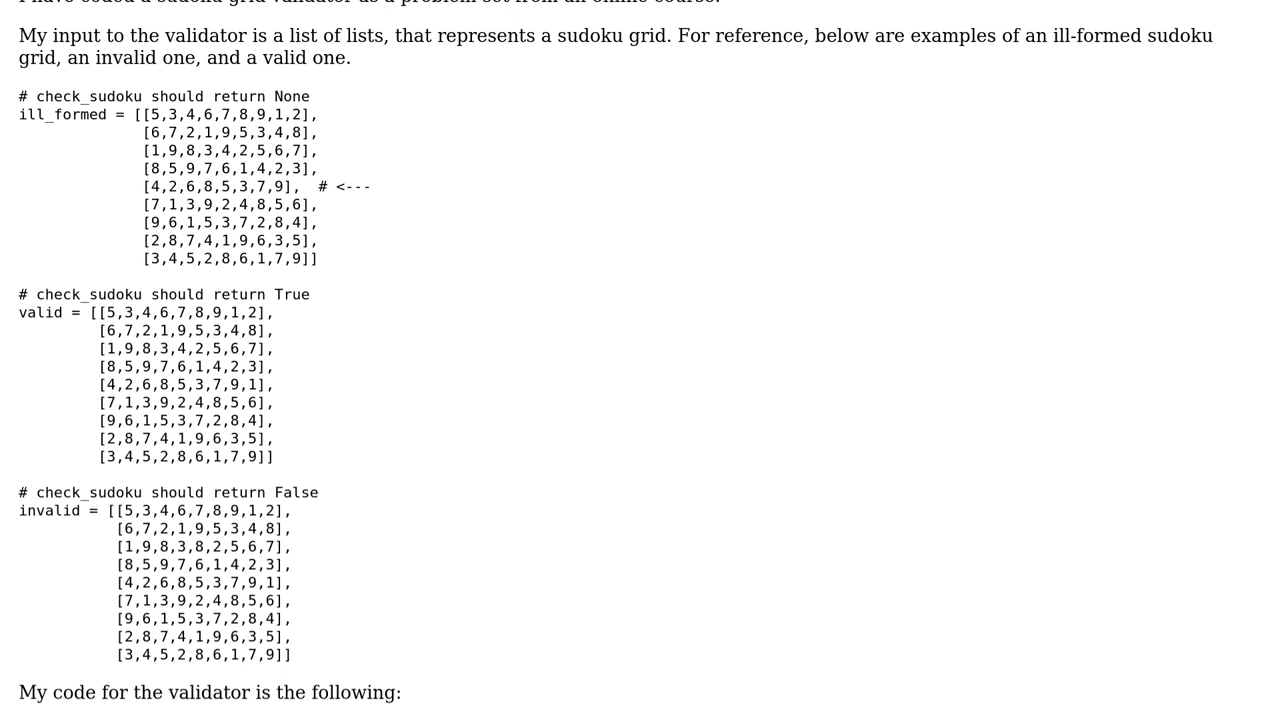 I have coded a sudoku grid validator as a problem set from an online course.
My input to the validator is a list of lists, that represents a sudoku grid. For reference, below are examples of an ill-formed sudoku
grid, an invalid one, and a valid one.
# check_sudoku should return None
ill_formed = [[5,3,4,6,7,8,9,1,2],
              [6,7,2,1,9,5,3,4,8],
              [1,9,8,3,4,2,5,6,7],
              [8,5,9,7,6,1,4,2,3],
              [4,2,6,8,5,3,7,9],  # <---
              [7,1,3,9,2,4,8,5,6],
              [9,6,1,5,3,7,2,8,4],
              [2,8,7,4,1,9,6,3,5],
              [3,4,5,2,8,6,1,7,9]]
# check_sudoku should return True
valid = [[5,3,4,6,7,8,9,1,2],
         [6,7,2,1,9,5,3,4,8],
         [1,9,8,3,4,2,5,6,7],
         [8,5,9,7,6,1,4,2,3],
         [4,2,6,8,5,3,7,9,1],
         [7,1,3,9,2,4,8,5,6],
         [9,6,1,5,3,7,2,8,4],
         [2,8,7,4,1,9,6,3,5],
         [3,4,5,2,8,6,1,7,9]]
# check_sudoku should return False
invalid = [[5,3,4,6,7,8,9,1,2],
           [6,7,2,1,9,5,3,4,8],
           [1,9,8,3,8,2,5,6,7],
           [8,5,9,7,6,1,4,2,3],
           [4,2,6,8,5,3,7,9,1],
           [7,1,3,9,2,4,8,5,6],
           [9,6,1,5,3,7,2,8,4],
           [2,8,7,4,1,9,6,3,5],
           [3,4,5,2,8,6,1,7,9]]
My code for the validator is the following: